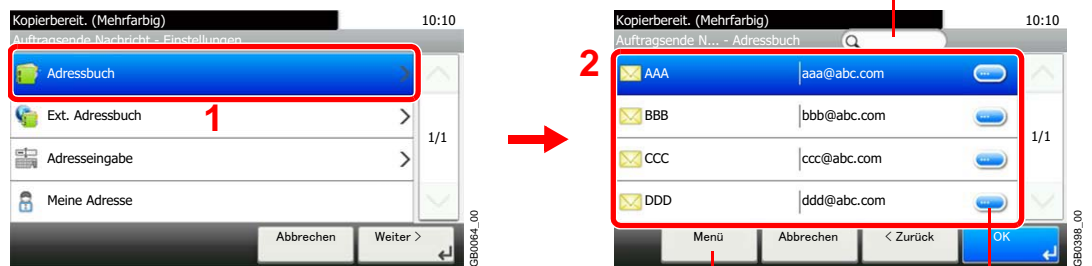 Kopierbereit. (Mehrfarbig) 10:10
Auftragsende Nachricht - Einstellungen
Adressbuch
1
Ext. Adressbuch
1/1
Adresseingabe
Meine Adresse
Abbrechen Weiter >
GB0064_00
Kopierbereit. (Mehrfarbig) 10:10
Auftragsende N... - Adressbuch
2
AAA aaa@abc.com ...
BBB bbb@abc.com ...
1/1
CCC ccc@abc.com ...
DDD ddd@abc.com ...
Menü Abbrechen < Zurück OK
GB0398_00